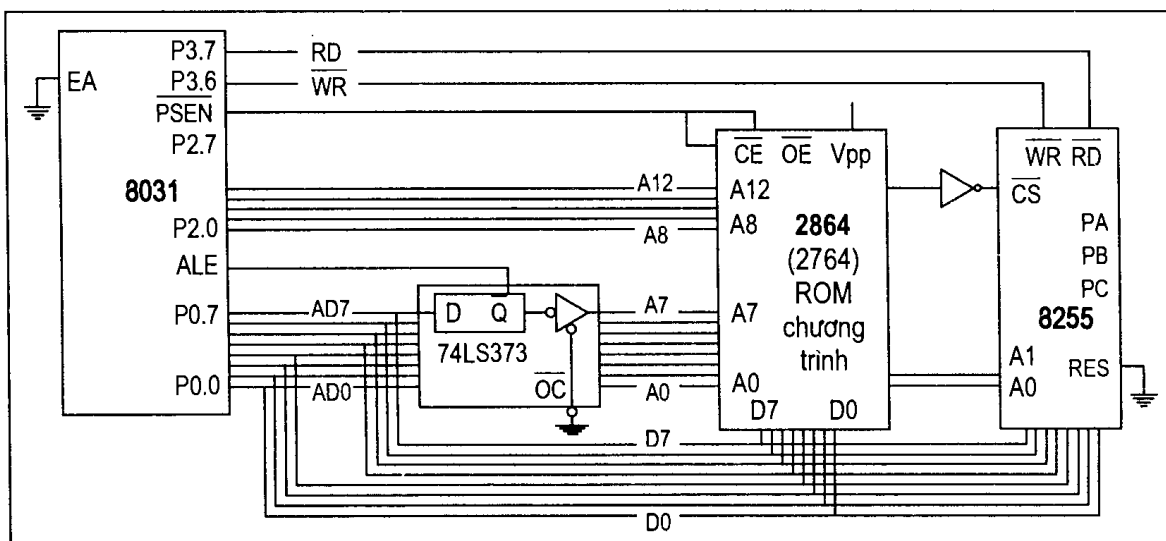 P3.7 RD
P3.6 WR
EA
PSEN
P2.7
8031
P2.0
ALE
P0.7 AD7
P0.0 AD0
A12
A8
D Q
74LS373
OC
A7
A0
CE OE Vpp
A12
A8
2864
(2764)
ROM
chương
trình
A7
A0
D7 D0
WR RD
CS
PA
PB
PC
8255
A1
A0
RES
D7
D0